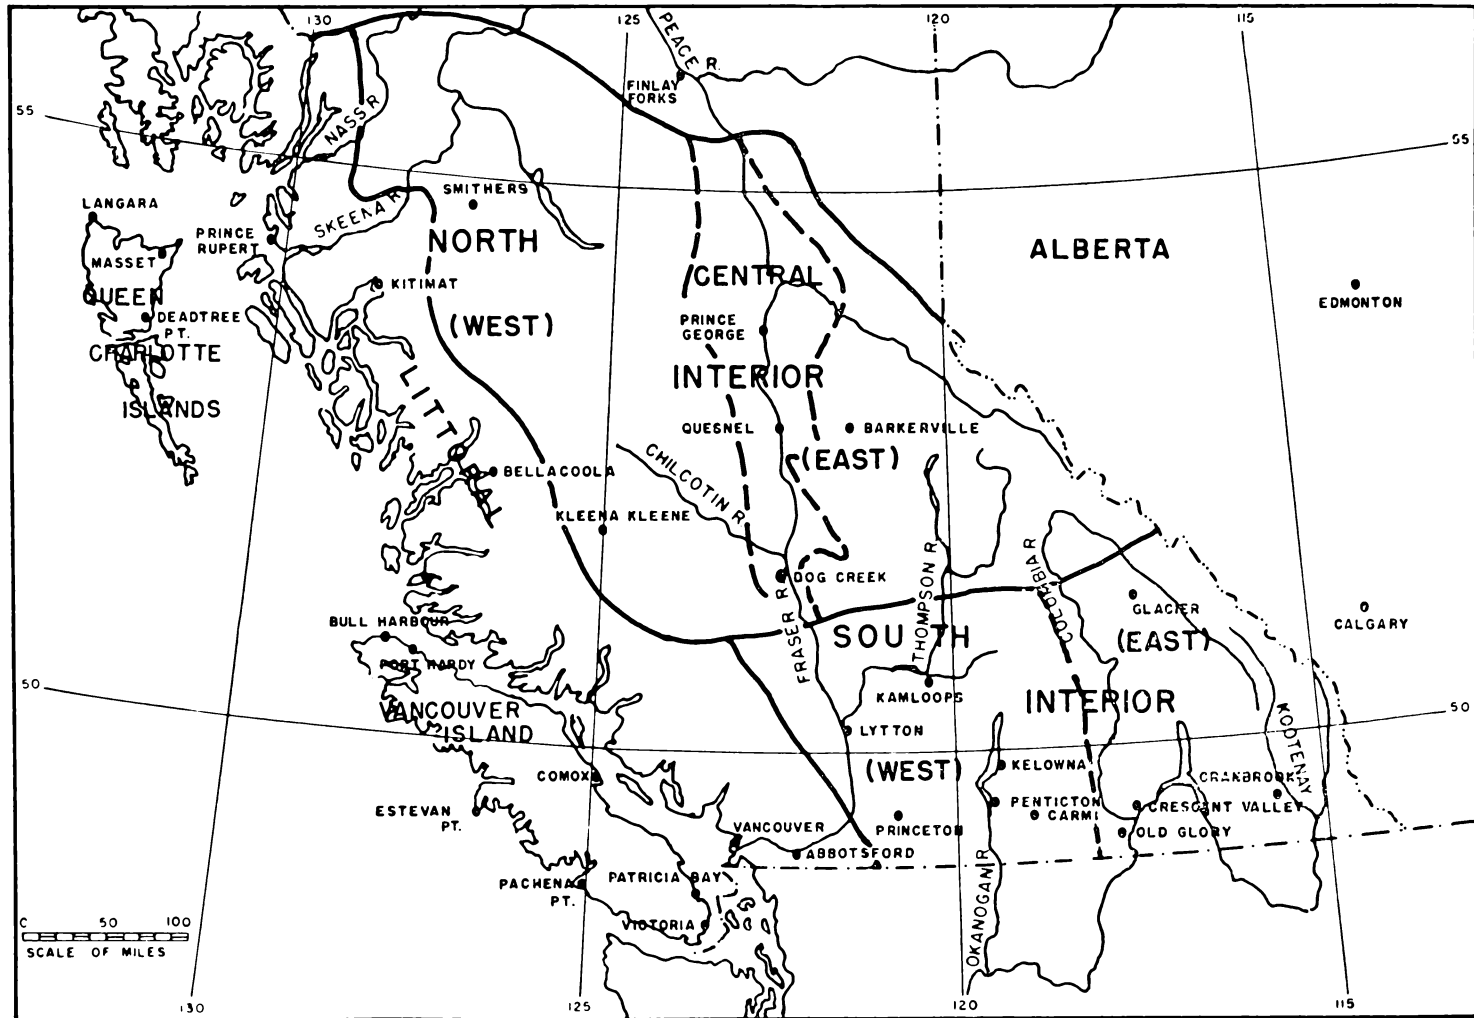 130
125
120
115
PEACE R.
FINLAY
FORKS
55
55
NASS R
SMITHERS
LANGARA
SKEENA R
PRINCE
RUPERT
NORTH
ALBERTA
MASSET
CENTRAL
KITIMAT
QUEEN
EDMONTON
DEADTREE
PT.
(WEST)
PRINCE
GEORGE
CHARLOTTE
INTERIOR
ISLANDS
LITTORAL
QUESNEL
BARKERVILLE
(EAST)
BELLACOOLA
CHILCOTIN R.
KLEENA KLEENE
THOMPSON R.
COLUMBIA R
DOG CREEK
FRASER R.
GLACIER
BULL HARBOUR
CALGARY
SOUTH
(EAST)
PORT HARDY
50
KAMLOOPS
INTERIOR
50
VANCOUVER
ISLAND
LYTTON
KOOTENAY
(WEST)
KELOWNA
COMOX
CRANBROOK
PENTICTON
CRESCENT VALLEY
ESTEVAN
PT.
CARMI
PRINCETON
VANCOUVER
OLD GLORY
ABBOTSFORD
PATRICIA BAY
PACHENA
PT.
OKANOGAN R
VICTORIA
0 50 100
SCALE OF MILES
130
125
120
115